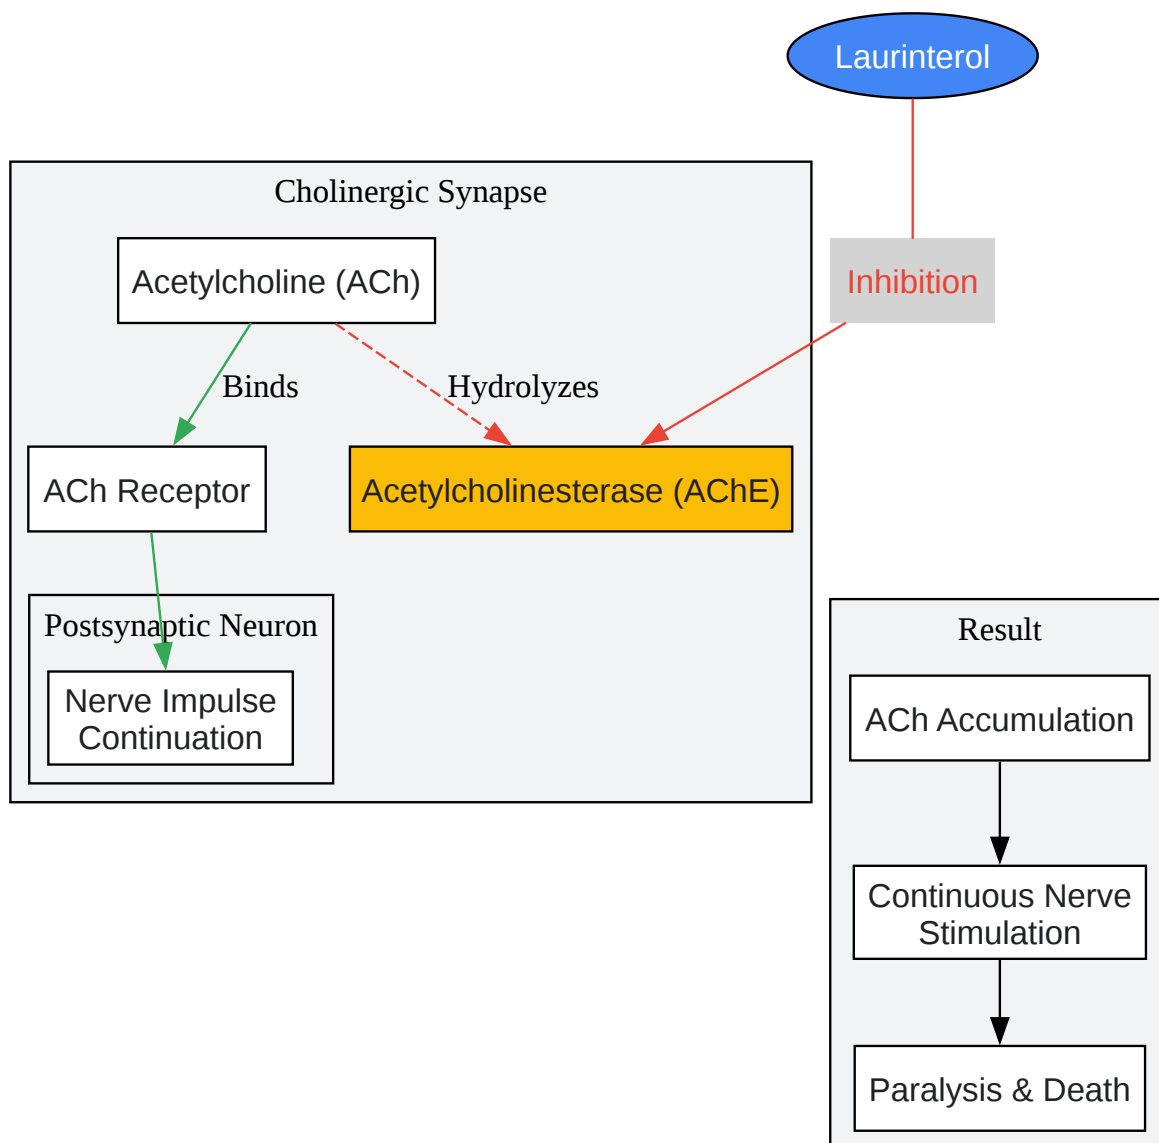 Laurinterol
Cholinergic Synapse
Acetylcholine (ACh)
Inhibition
Binds
Hydrolyzes
ACh Receptor
Acetylcholinesterase (AChE)
Postsynaptic Neuron
Nerve Impulse
Continuation
Result
ACh Accumulation
Continuous Nerve
Stimulation
Paralysis & Death